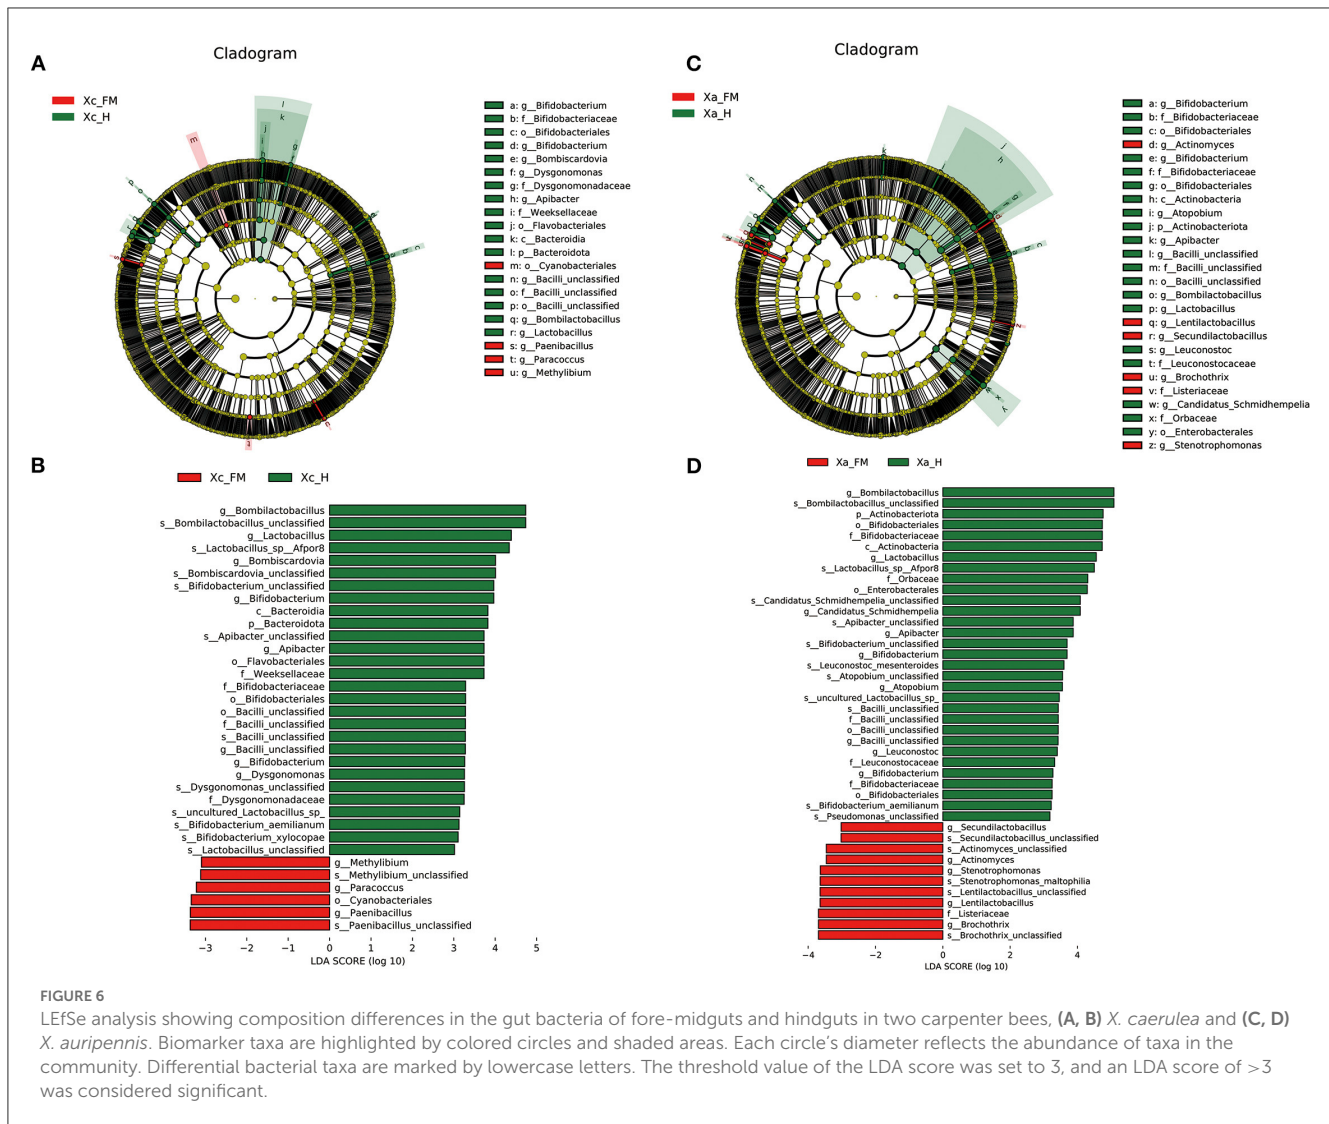 A
Cladogram
Xc_FM
Xc_H
a: g__Bifidobacterium
b: f__Bifidobacteriaceae
c: o__Bifidobacteriales
d: g__Bifidobacterium
e: g__Bombiscardovia
f: g__Dysgonomonas
g: f__Dysgonomonadaceae
h: g__Apibacter
i: f__Weeksellaceae
j: o__Flavobacteriales
k: c__Bacteroidia
l: p__Bacteroidota
m: o__Cyanobacteriales
n: g__Bacilli_unclassified
o: f__Bacilli_unclassified
p: o__Bacilli_unclassified
q: g__Bombilactobacillus
r: g__Lactobacillus
s: g__Paenibacillus
t: g__Paracoccus
u: g__Methylibium
C
Cladogram
Xa_FM
Xa_H
a: g__Bifidobacterium
b: f__Bifidobacteriaceae
c: o__Bifidobacteriales
d: g__Actinomyces
e: g__Bifidobacterium
f: f__Bifidobacteriaceae
g: o__Bifidobacteriales
h: c__Actinobacteria
i: g__Atopobium
j: p__Actinobacteriota
k: g__Apibacter
l: g__Bacilli_unclassified
m: f__Bacilli_unclassified
n: o__Bacilli_unclassified
o: g__Bombilactobacillus
p: g__Lactobacillus
q: g__Lentilactobacillus
r: g__Secundilactobacillus
s: g__Leuconostoc
t: f__Leuconostocaceae
u: g__Brochothrix
v: f__Listeriaceae
w: g__Candidatus_Schmidhempelia
x: f__Orbaceae
y: o__Enterobacterales
z: g__Stenotrophomonas
B
Xc_FM
Xc_H
g__Bombilactobacillus
s__Bombilactobacillus_unclassified
g__Lactobacillus
s__Lactobacillus_sp__Afpor8
g__Bombiscardovia
s__Bombiscardovia_unclassified
s__Bifidobacterium_unclassified
g__Bifidobacterium
c__Bacteroidia
p__Bacteroidota
s__Apibacter_unclassified
g__Apibacter
o__Flavobacteriales
f__Weeksellaceae
f__Bifidobacteriaceae
o__Bifidobacteriales
o__Bacilli_unclassified
f__Bacilli_unclassified
s__Bacilli_unclassified
g__Bacilli_unclassified
g__Bifidobacterium
g__Dysgonomonas
s__Dysgonomonas_unclassified
f__Dysgonomonadaceae
s__uncultured_Lactobacillus_sp_
s__Bifidobacterium_aemilianum
s__Bifidobacterium_xylocopae
s__Lactobacillus_unclassified
g__Methylibium
s__Methylibium_unclassified
g__Paracoccus
o__Cyanobacteriales
g__Paenibacillus
s__Paenibacillus_unclassified
−3 −2 −1 0 1 2 3 4 5
LDA SCORE (log 10)
D
Xa_FM
Xa_H
g__Bombilactobacillus
s__Bombilactobacillus_unclassified
p__Actinobacteriota
o__Bifidobacteriales
f__Bifidobacteriaceae
c__Actinobacteria
g__Lactobacillus
s__Lactobacillus_sp__Afpor8
f__Orbaceae
o__Enterobacterales
s__Candidatus_Schmidhempelia_unclassified
g__Candidatus_Schmidhempelia
s__Apibacter_unclassified
g__Apibacter
s__Bifidobacterium_unclassified
g__Bifidobacterium
s__Leuconostoc_mesenteroides
s__Atopobium_unclassified
g__Atopobium
s__uncultured_Lactobacillus_sp_
s__Bacilli_unclassified
f__Bacilli_unclassified
o__Bacilli_unclassified
g__Bacilli_unclassified
g__Leuconostoc
f__Leuconostocaceae
g__Bifidobacterium
f__Bifidobacteriaceae
o__Bifidobacteriales
s__Bifidobacterium_aemilianum
s__Pseudomonas_unclassified
g__Secundilactobacillus
s__Secundilactobacillus_unclassified
s__Actinomyces_unclassified
g__Actinomyces
g__Stenotrophomonas
s__Stenotrophomonas_maltophilia
s__Lentilactobacillus_unclassified
g__Lentilactobacillus
f__Listeriaceae
g__Brochothrix
s__Brochothrix_unclassified
−4 −2 0 2 4
LDA SCORE (log 10)
FIGURE 6
LEfSe analysis showing composition differences in the gut bacteria of fore-midguts and hindguts in two carpenter bees, (A, B) X. caerulea and (C, D)
X. auripennis. Biomarker taxa are highlighted by colored circles and shaded areas. Each circle's diameter reflects the abundance of taxa in the
community. Differential bacterial taxa are marked by lowercase letters. The threshold value of the LDA score was set to 3, and an LDA score of >3
was considered significant.